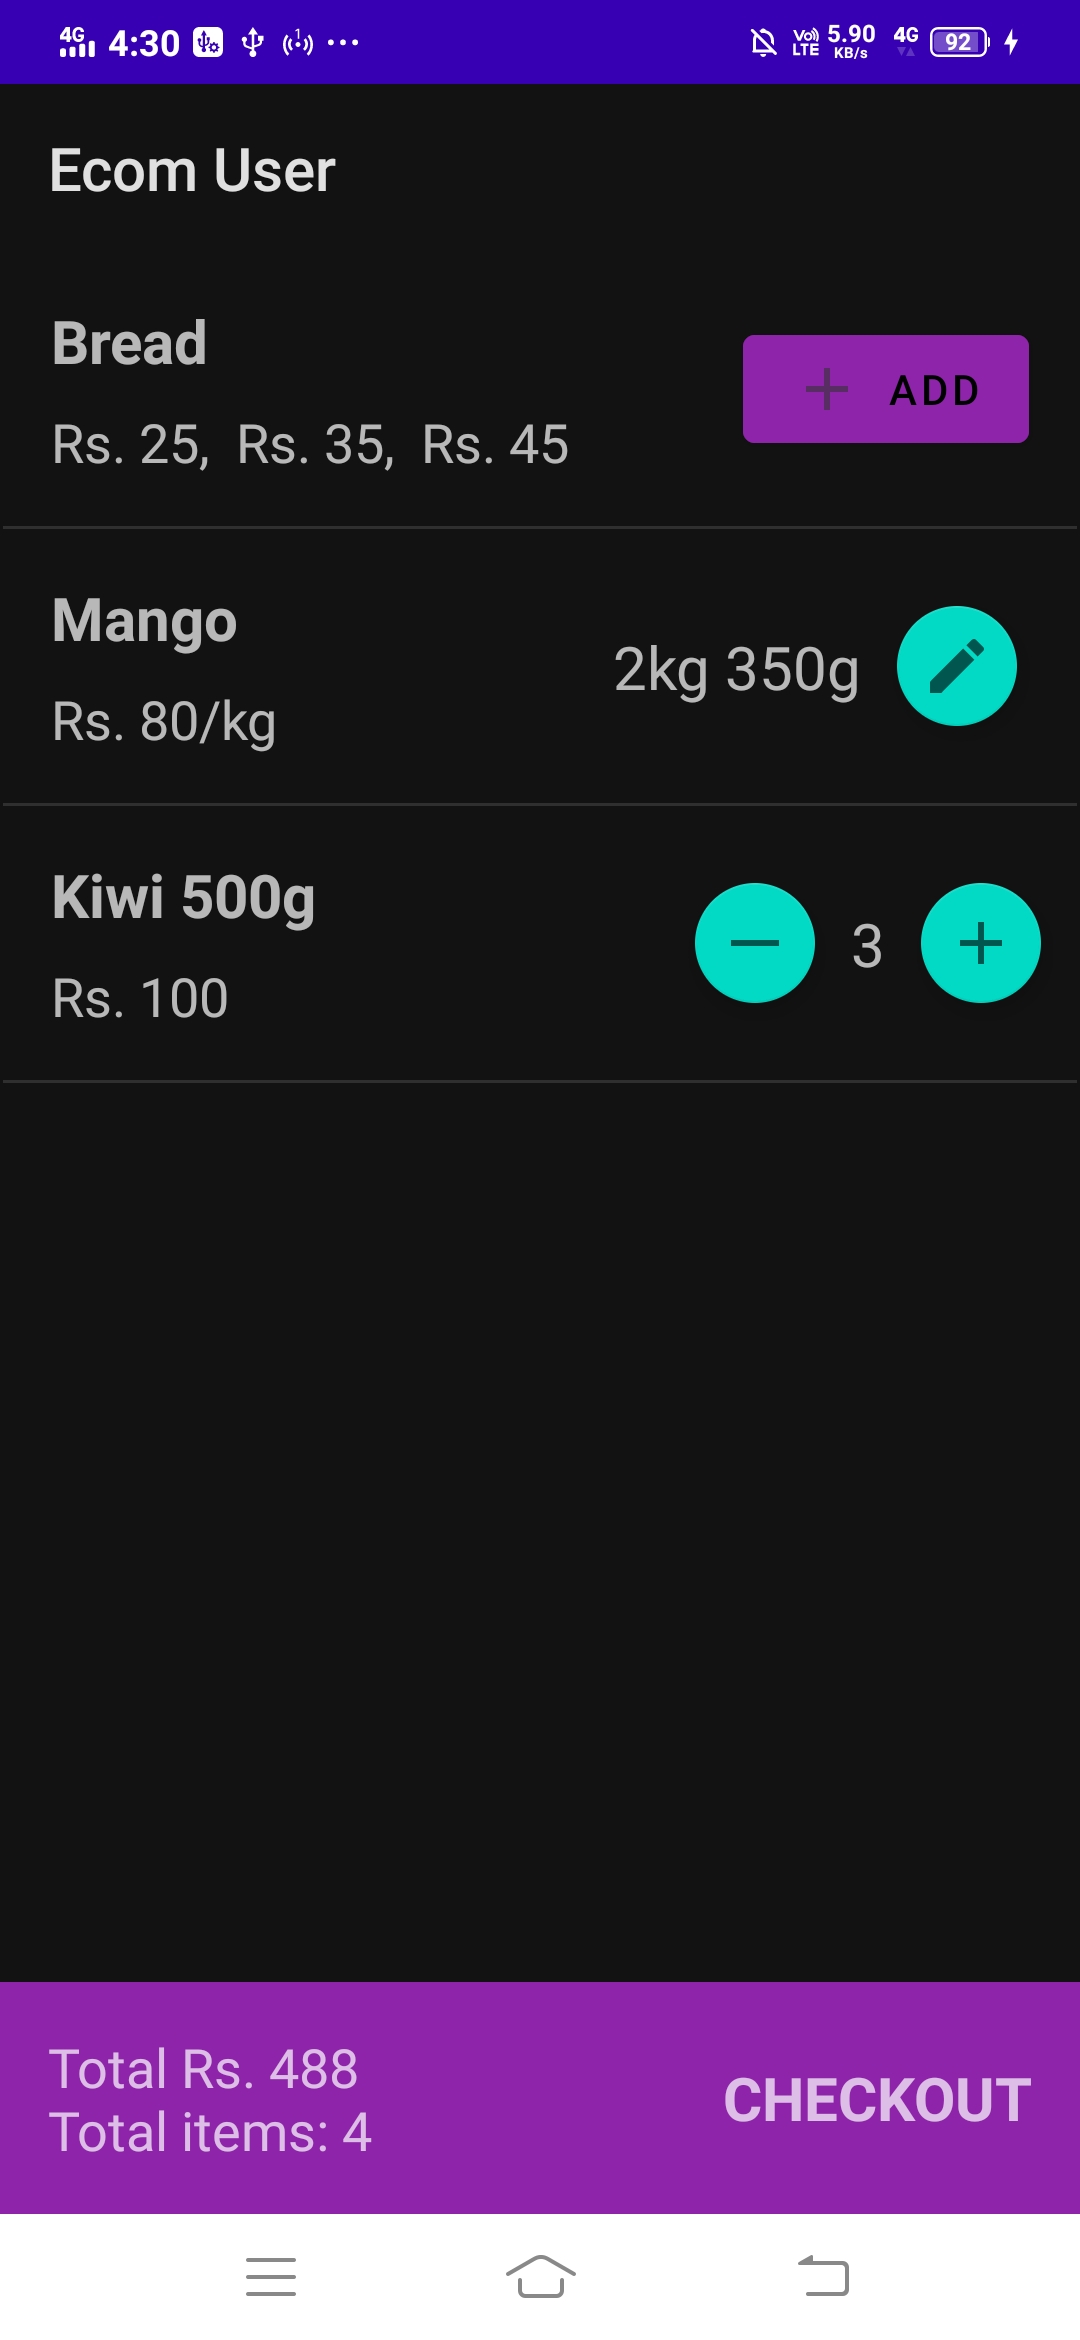 4G 4:30 1 ... Vo) LTE 5.90 KB/s 4G 92
Ecom User
Bread
Rs. 25, Rs. 35, Rs. 45
+ ADD
Mango
Rs. 80/kg
2kg 350g
Kiwi 500g
Rs. 100
3
Total Rs. 488
Total items: 4
CHECKOUT